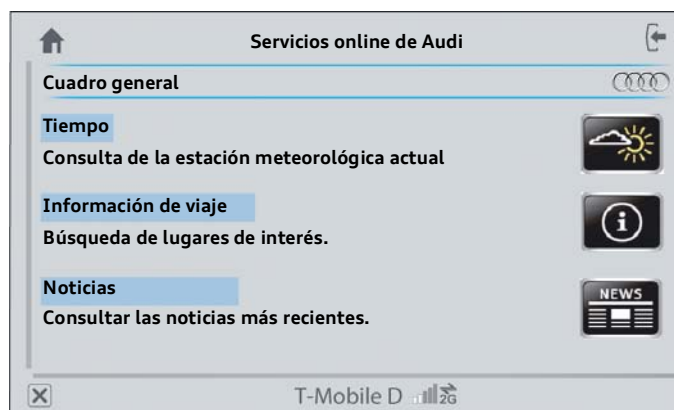 Servicios online de Audi
Cuadro general
Tiempo
Consulta de la estación meteorológica actual
Información de viaje
Búsqueda de lugares de interés.
NEWS
Noticias
Consultar las noticias más recientes.
T-Mobile D 2G